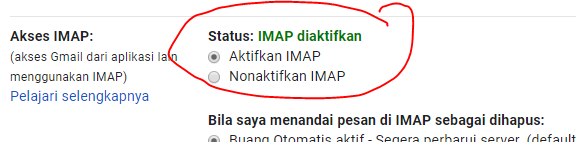 Akses IMAP:
(akses Gmail dari aplikasi lain
menggunakan IMAP)
Pelajari selengkapnya
Status: IMAP diaktifkan
Aktifkan IMAP
Nonaktifkan IMAP
Bila saya menandai pesan di IMAP sebagai dihapus:
Buang Otomatis aktif - Segera perbarui server. (default